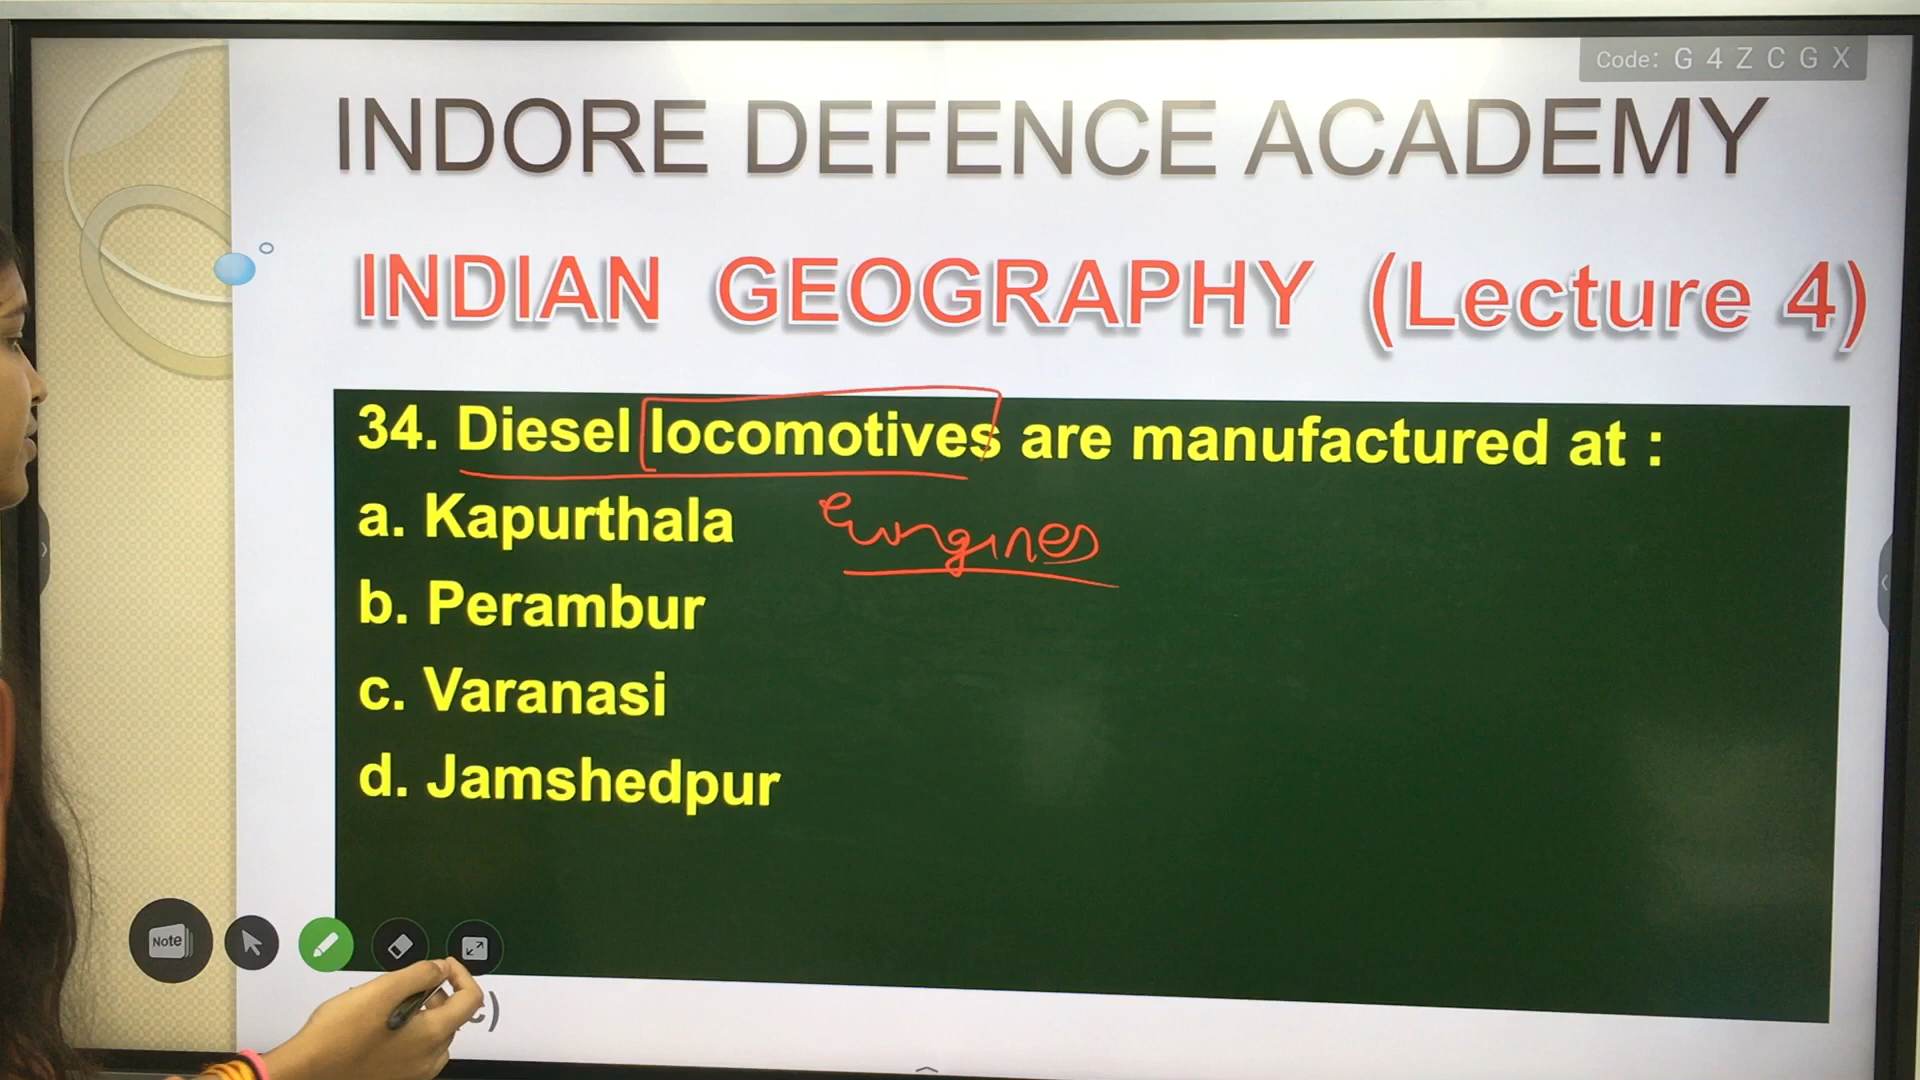 Code: G4ZCGX
INDORE DEFENCE ACADEMY
INDIAN GEOGRAPHY (Lecture 4)
34. Diesel locomotives are manufactured at :
a. Kapurthala
engines
b. Perambur
c. Varanasi
d. Jamshedpur
Note
c)